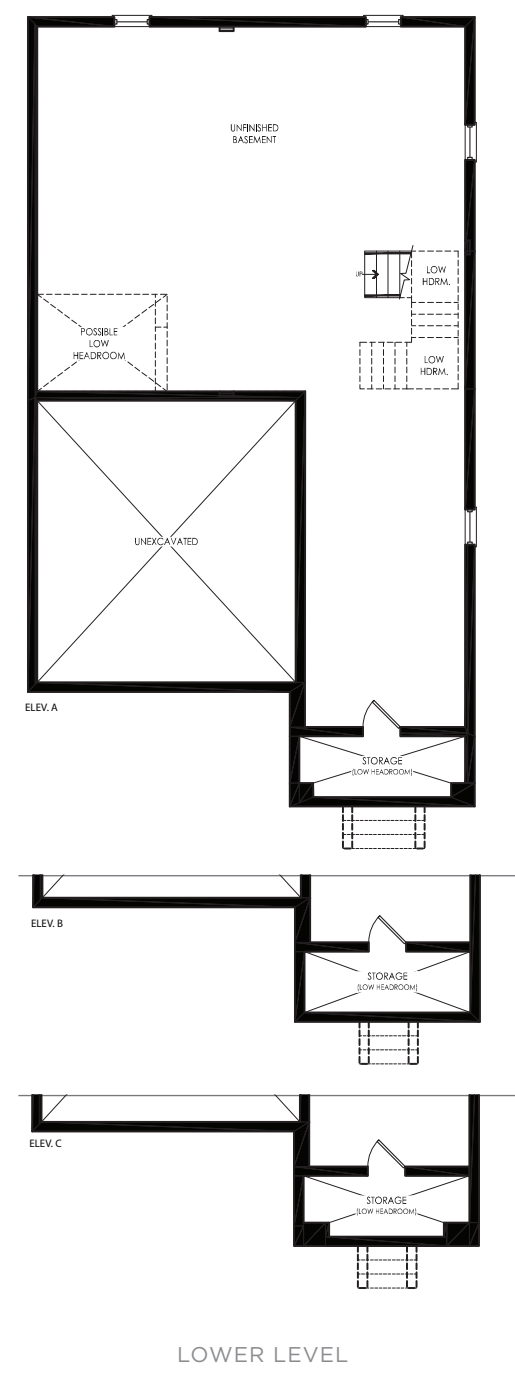 UNFINISHED
BASEMENT
UP
LOW
HDRM.
POSSIBLE
LOW
HEADROOM
LOW
HDRM.
UNEXCAVATED
ELEV. A
STORAGE
(LOW HEADROOM)
ELEV. B
STORAGE
(LOW HEADROOM)
ELEV. C
STORAGE
(LOW HEADROOM)
LOWER LEVEL